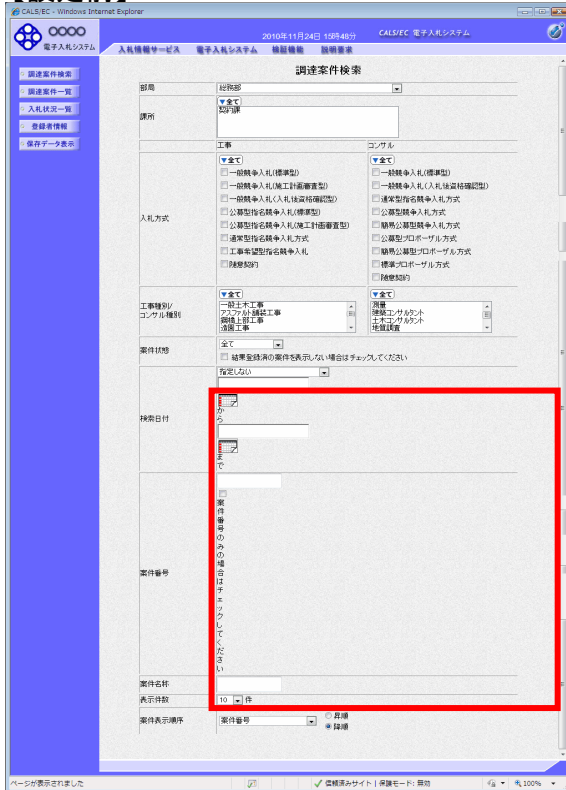 CALS/EC - Windows Internet Explorer
OOOO
電子入札システム
2010年11月24日 15時48分
CALS/EC 電子入札システム
入札情報サービス 電子入札システム 検証機能 説明要求
調達案件検索
調達案件一覧
入札状況一覧
登録者情報
保存データ表示
調達案件検索
部局
総務部
課所
▼全て
契約課
工事
コンサル
入札方式
▼全て
▼全て
一般競争入札(標準型)
一般競争入札(標準型)
一般競争入札(施工計画審査型)
一般競争入札(入札後資格確認型)
一般競争入札(入札後資格確認型)
通常型指名競争入札方式
公募型指名競争入札(標準型)
公募型競争入札方式
公募型指名競争入札(施工計画審査型)
簡易公募型競争入札方式
通常型指名競争入札方式
公募型プロポーザル方式
工事希望型指名競争入札
簡易公募型プロポーザル方式
随意契約
標準プロポーザル方式
随意契約
工事種別/
コンサル種別
▼全て
一般土木工事
アスファルト舗装工事
鋼橋上部工事
造園工事
▼全て
測量
建築コンサルタント
土木コンサルタント
地質調査
案件状態
全て
結果登録済の案件を表示しない場合はチェックしてください
検索日付
指定しない
か
ら
ま
で
案件番号
案
件
番
号
の
み
の
場
合
は
チ
ェ
ッ
ク
し
て
く
だ
さ
い
案件名称
表示件数
10 件
案件表示順序
案件番号
昇順
降順
ページが表示されました
信頼済みサイト | 保護モード: 無効
100%